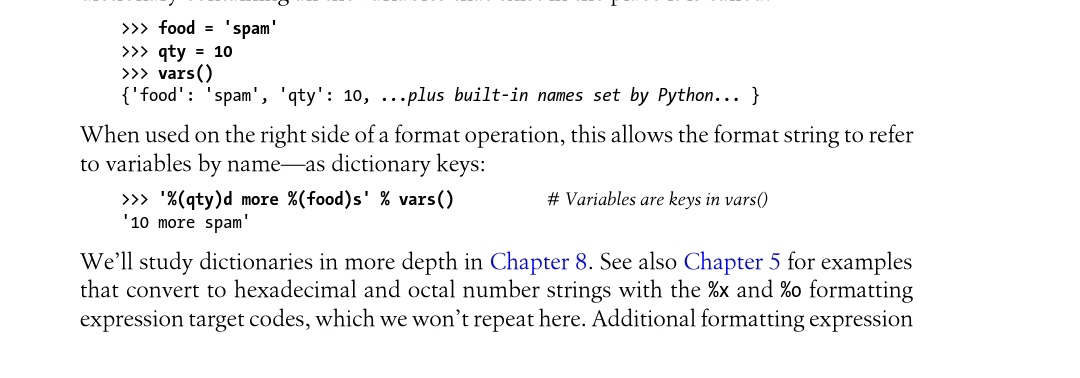 >>> food = 'spam'
>>> qty = 10
>>> vars()
{'food': 'spam', 'qty': 10, ...plus built-in names set by Python... }
When used on the right side of a format operation, this allows the format string to refer
to variables by name—as dictionary keys:
>>> '%(qty)d more %(food)s' % vars() # Variables are keys in vars()
'10 more spam'
We’ll study dictionaries in more depth in Chapter 8. See also Chapter 5 for examples
that convert to hexadecimal and octal number strings with the %x and %o formatting
expression target codes, which we won’t repeat here. Additional formatting expression